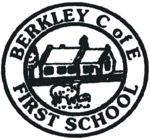 BERKLEY C of E
FIRST SCHOOL